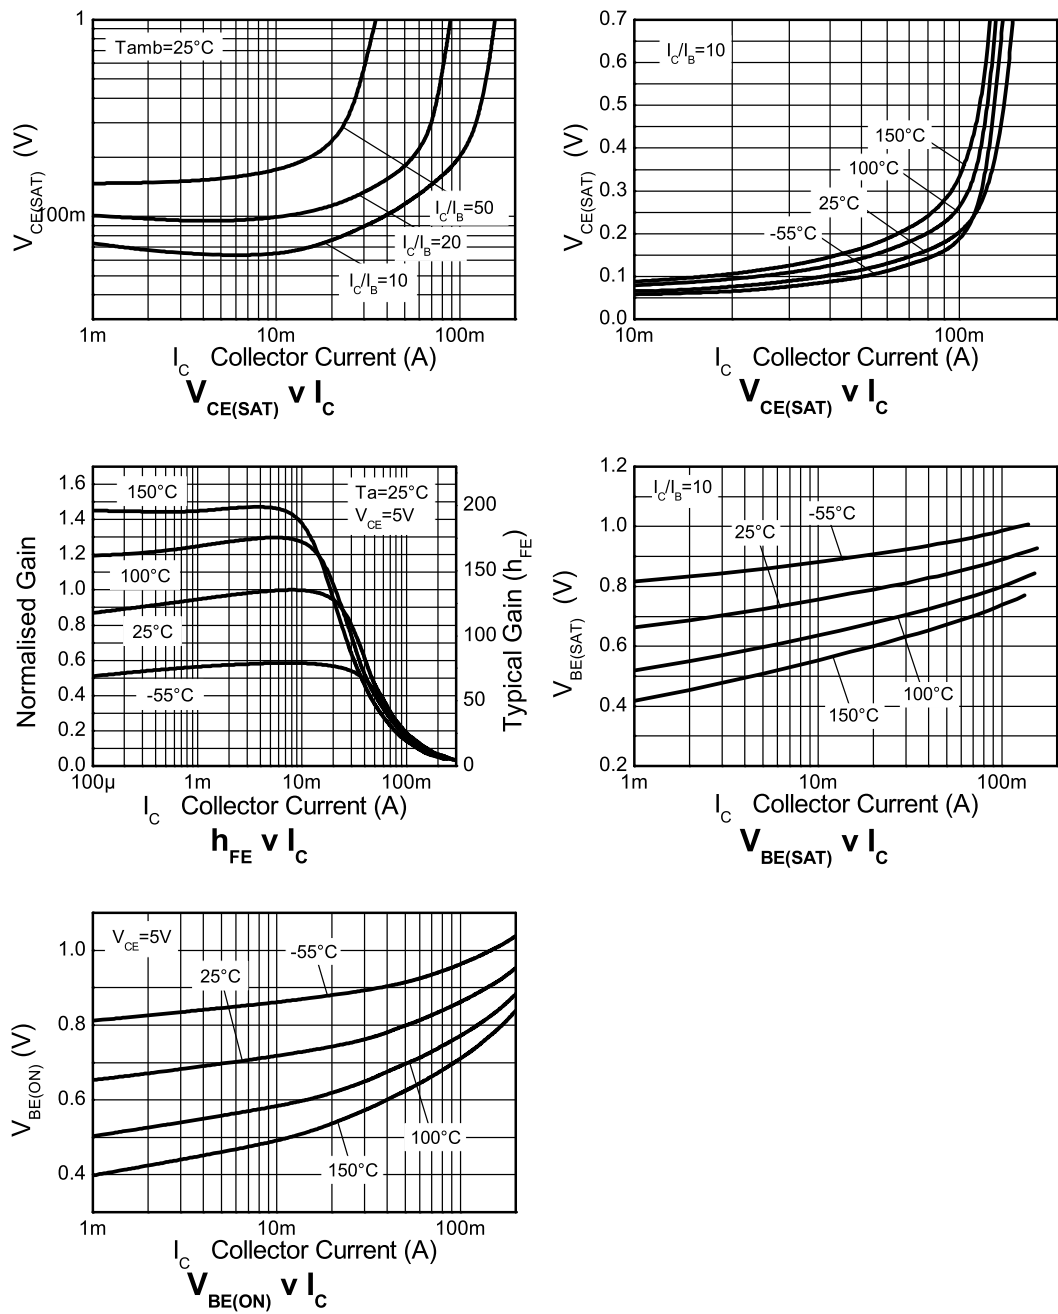 1
Tamb=25°C
V_CE(SAT) (V)
100m
I_C/I_B=50
I_C/I_B=20
I_C/I_B=10
1m 10m 100m
I_C Collector Current (A)
V_CE(SAT) v I_C
0.7
I_C/I_B=10
0.6
0.5
150°C
0.4
100°C
0.3
25°C
-55°C
0.2
0.1
0.0
V_CE(SAT) (V)
10m 100m
I_C Collector Current (A)
V_CE(SAT) v I_C
1.6
1.4
1.2
1.0
0.8
0.6
0.4
0.2
0.0
Normalised Gain
150°C
Ta=25°C
V_CE=5V
100°C
25°C
-55°C
200
150
100
50
0
Typical Gain (h_FE)
100µ 1m 10m 100m
I_C Collector Current (A)
h_FE v I_C
1.2
I_C/I_B=10
-55°C
1.0
25°C
0.8
0.6
0.4
0.2
100°C
150°C
V_BE(SAT) (V)
1m 10m 100m
I_C Collector Current (A)
V_BE(SAT) v I_C
V_CE=5V
1.0
-55°C
25°C
0.8
0.6
100°C
0.4
150°C
V_BE(ON) (V)
1m 10m 100m
I_C Collector Current (A)
V_BE(ON) v I_C